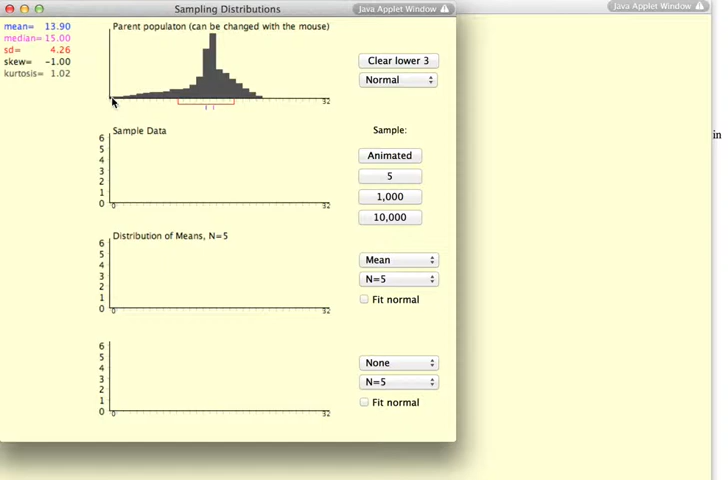 Sampling Distributions
Java Applet Window
Java Applet Window
mean= 13.90
median= 15.00
sd= 4.26
skew= -1.00
kurtosis= 1.02
Parent populaton (can be changed with the mouse)
32
Clear lower 3
Normal
Sample Data
6
5
4
3
2
1
0
0
32
Sample:
Animated
5
1,000
10,000
Distribution of Means, N=5
6
5
4
3
2
1
0
0
32
Mean
N=5
Fit normal
6
5
4
3
2
1
0
0
32
None
N=5
Fit normal
in